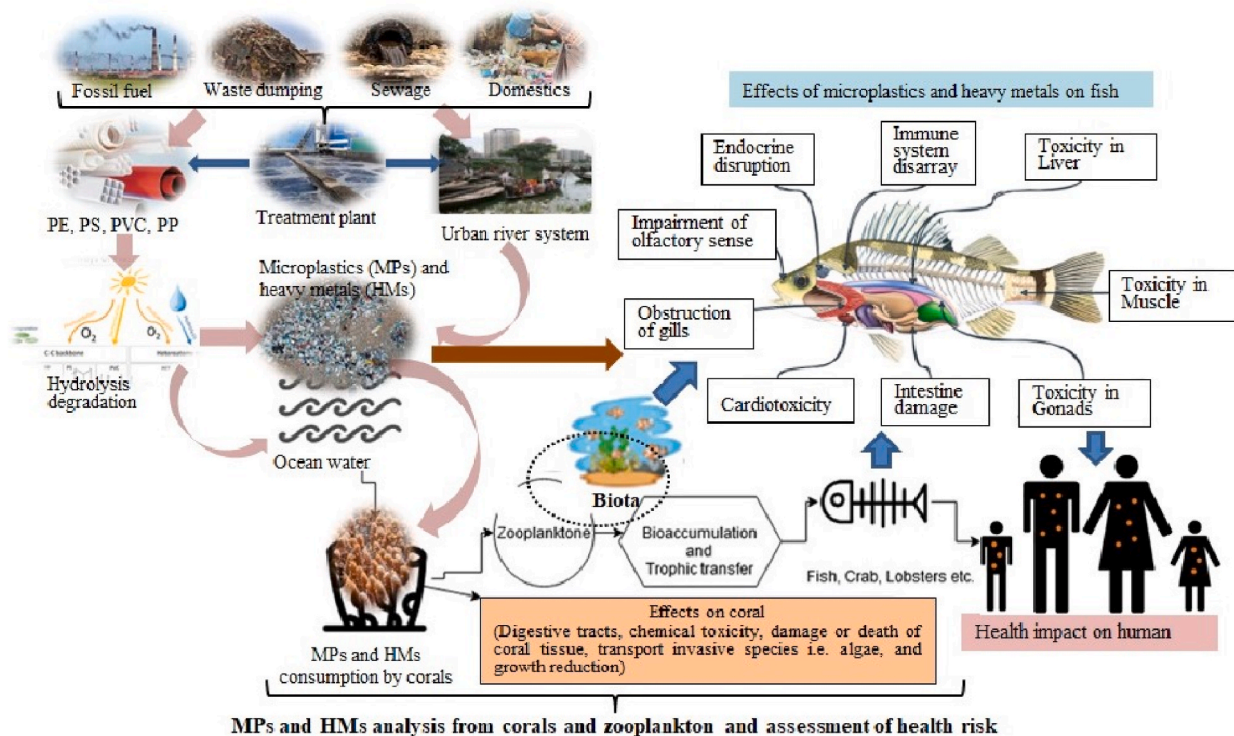 Fossil fuel
Waste dumping
Sewage
Domestics
PE, PS, PVC, PP
Treatment plant
Urban river system
Microplastics (MPs) and
heavy metals (HMs)
O2
O2
C-C backbone
Hydrolysis
degradation
Ocean water
Effects of microplastics and heavy metals on fish
Endocrine
disruption
Immune
system
disarray
Toxicity in
Liver
Impairment of
olfactory sense
Obstruction
of gills
Toxicity in
Muscle
Cardiotoxicity
Intestine
damage
Toxicity in
Gonads
Biota
Zooplanktone
Bioaccumulation
and
Trophic transfer
Fish, Crab, Lobsters etc.
MPs and HMs
consumption by corals
Effects on coral
(Digestive tracts, chemical toxicity, damage or death of
coral tissue, transport invasive species i.e. algae, and
growth reduction)
Health impact on human
MPs and HMs analysis from corals and zooplankton and assessment of health risk